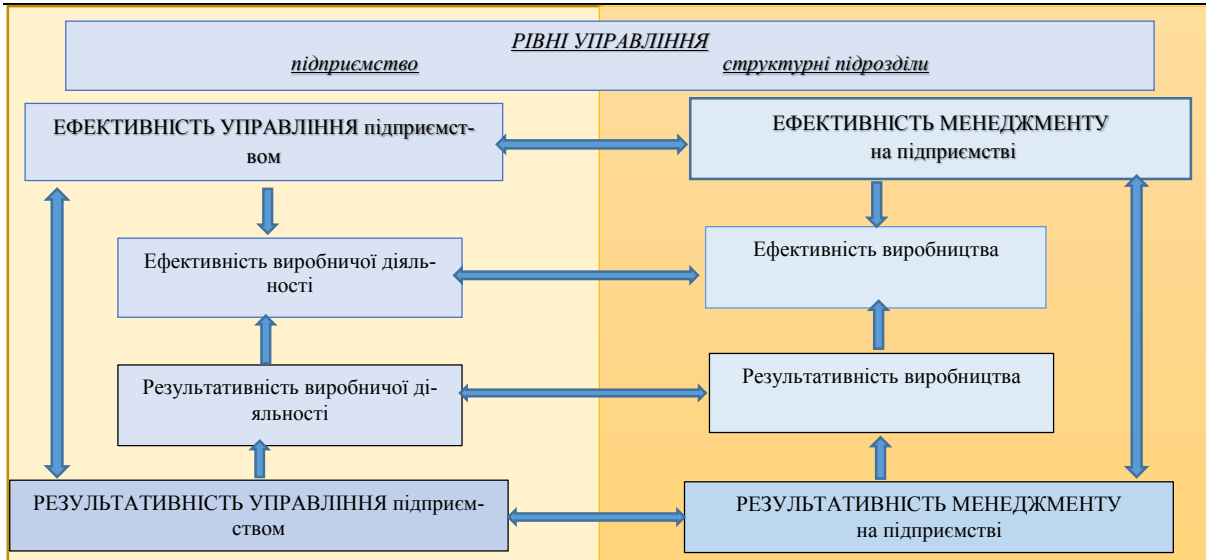 РІВНІ УПРАВЛІННЯ
підприємство структурні підрозділи
ЕФЕКТИВНІСТЬ УПРАВЛІННЯ підприємст-
вом
ЕФЕКТИВНІСТЬ МЕНЕДЖМЕНТУ
на підприємстві
Ефективність виробничої діяль-
ності
Ефективність виробництва
Результативність виробничої ді-
яльності
Результативність виробництва
РЕЗУЛЬТАТИВНІСТЬ УПРАВЛІННЯ підприєм-
ством
РЕЗУЛЬТАТИВНІСТЬ МЕНЕДЖМЕНТУ
на підприємстві